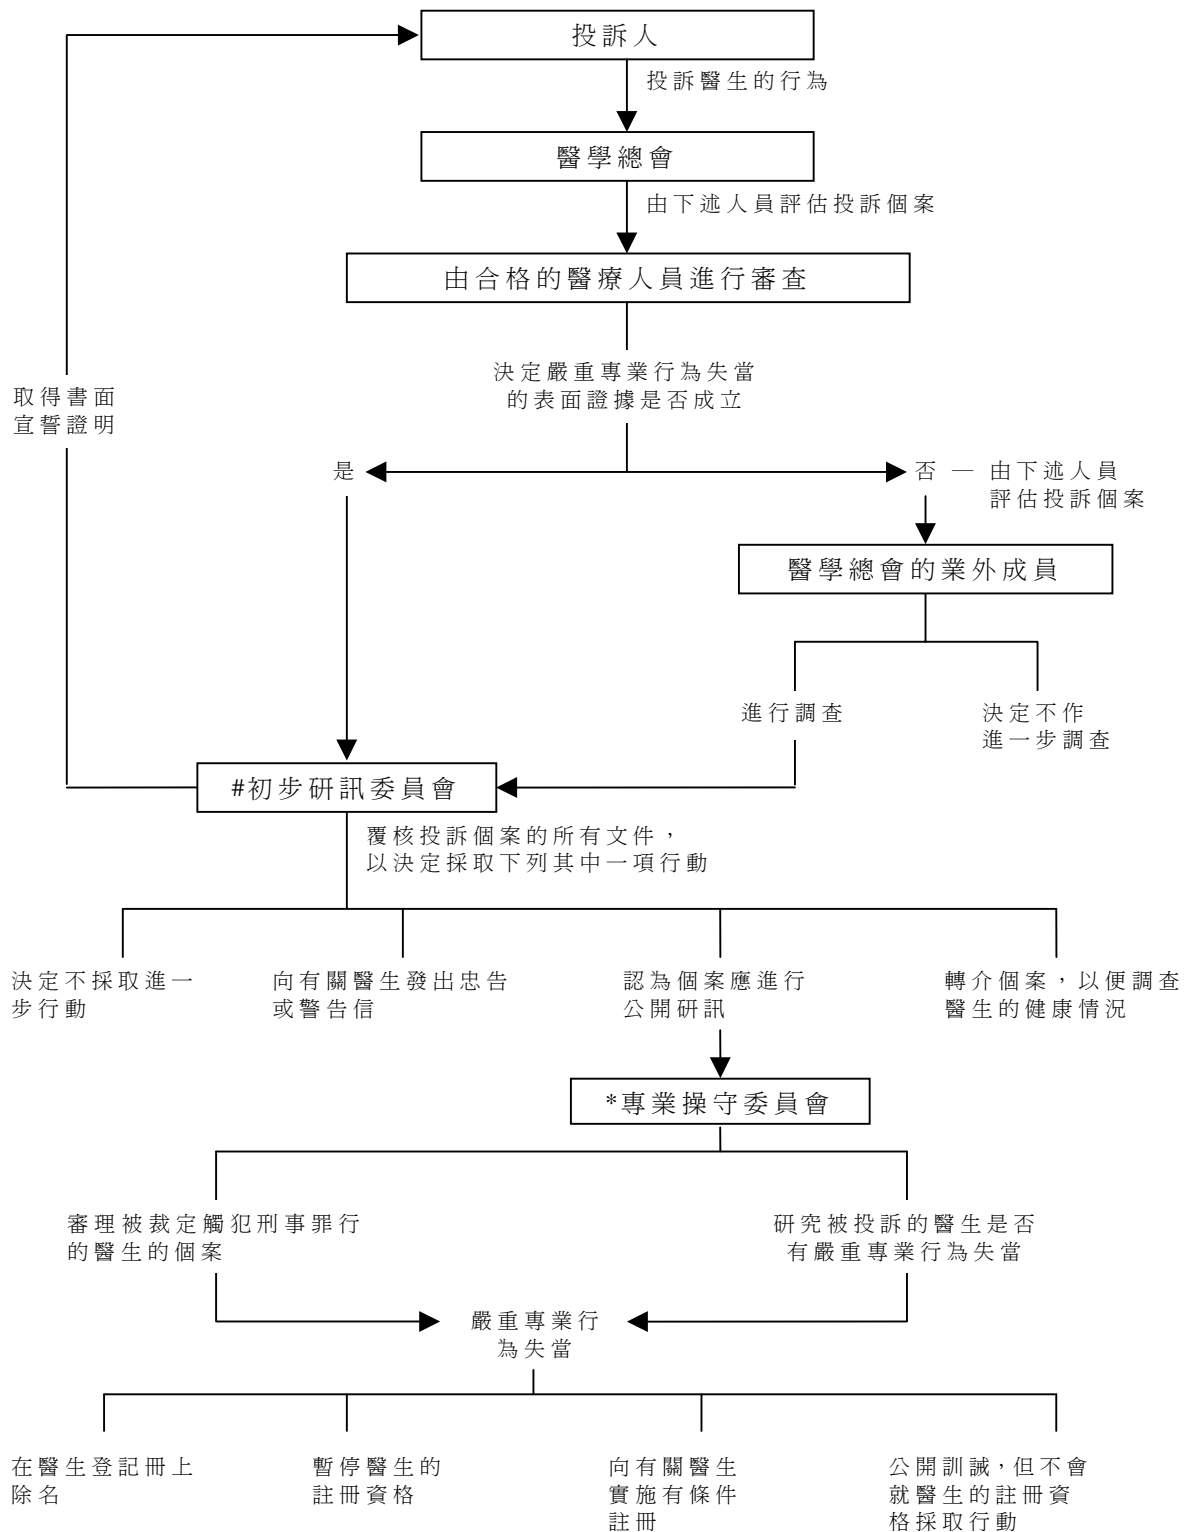 投訴人
投訴醫生的行為
醫學總會
由下述人員評估投訴個案
由合格的醫療人員進行審查
決定嚴重專業行為失當
的表面證據是否成立
取得書面
宣誓證明
是
否 — 由下述人員
評估投訴個案
醫學總會的業外成員
進行調查
決定不作
進一步調查
#初步研訊委員會
覆核投訴個案的所有文件，
以決定採取下列其中一項行動
決定不採取進一
步行動
向有關醫生發出忠告
或警告信
認為個案應進行
公開研訊
轉介個案，以便調查
醫生的健康情況
*專業操守委員會
審理被裁定觸犯刑事罪行
的醫生的個案
研究被投訴的醫生是否
有嚴重專業行為失當
嚴重專業行
為失當
在醫生登記冊上
除名
暫停醫生的
註冊資格
向有關醫生
實施有條件
註冊
公開訓誡，但不會
就醫生的註冊資
格採取行動